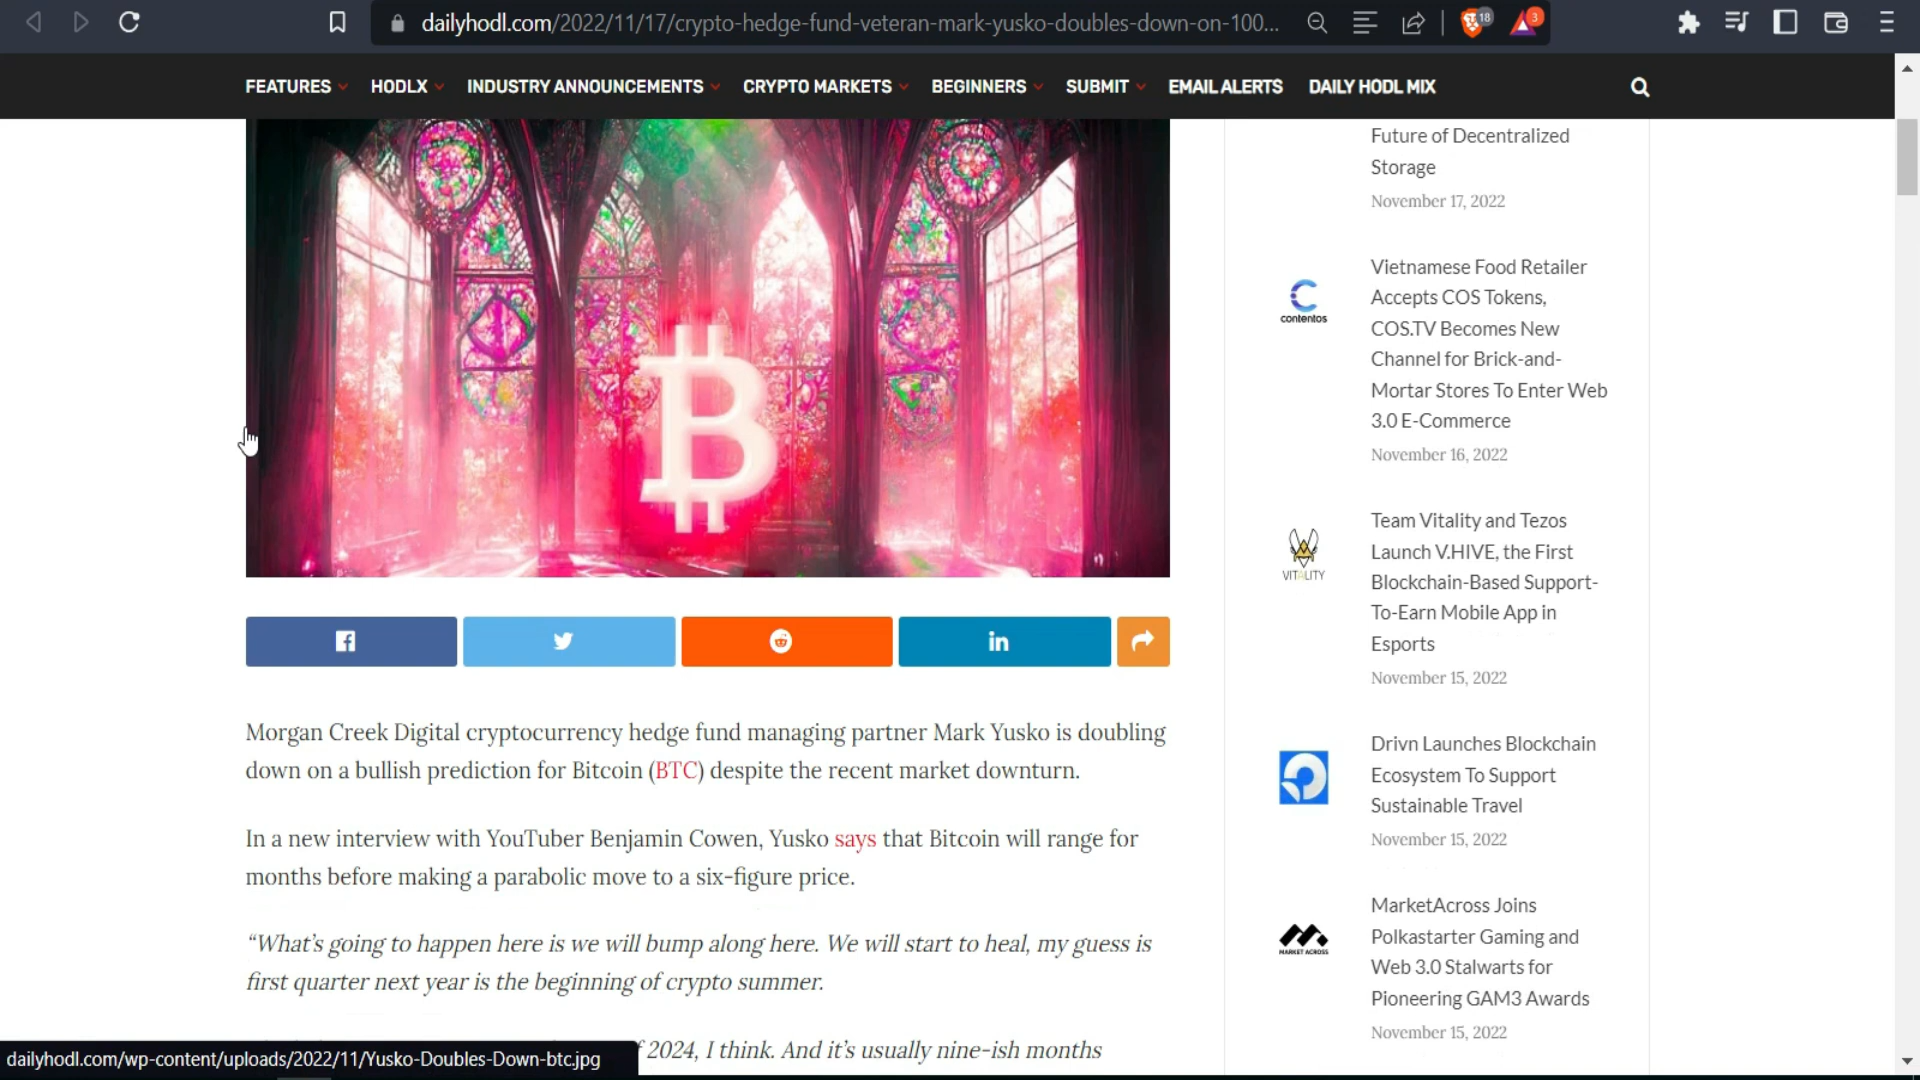 dailyhodl.com/2022/11/17/crypto-hedge-fund-veteran-mark-yusko-doubles-down-on-100...
18
3
FEATURES HODLX INDUSTRY ANNOUNCEMENTS CRYPTO MARKETS BEGINNERS SUBMIT EMAIL ALERTS DAILY HODL MIX
Morgan Creek Digital cryptocurrency hedge fund managing partner Mark Yusko is doubling
down on a bullish prediction for Bitcoin (BTC) despite the recent market downturn.
In a new interview with YouTuber Benjamin Cowen, Yusko says that Bitcoin will range for
months before making a parabolic move to a six-figure price.
“What’s going to happen here is we will bump along here. We will start to heal, my guess is
first quarter next year is the beginning of crypto summer.
2024, I think. And it’s usually nine-ish months
Future of Decentralized
Storage
November 17, 2022
contentos
Vietnamese Food Retailer
Accepts COS Tokens,
COS.TV Becomes New
Channel for Brick-and-
Mortar Stores To Enter Web
3.0 E-Commerce
November 16, 2022
VITALITY
Team Vitality and Tezos
Launch V.HIVE, the First
Blockchain-Based Support-
To-Earn Mobile App in
Esports
November 15, 2022
Drivn Launches Blockchain
Ecosystem To Support
Sustainable Travel
November 15, 2022
MARKET ACROSS
MarketAcross Joins
Polkastarter Gaming and
Web 3.0 Stalwarts for
Pioneering GAM3 Awards
November 15, 2022
dailyhodl.com/wp-content/uploads/2022/11/Yusko-Doubles-Down-btc.jpg